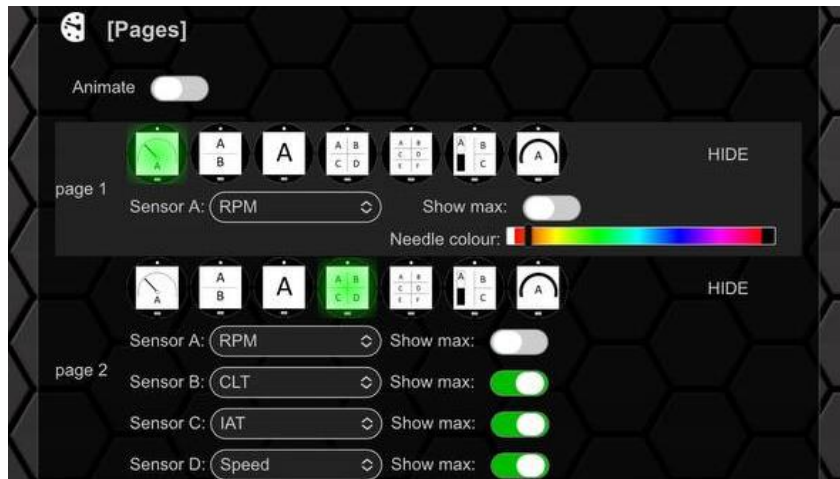 [Pages]
Animate
A
A
B
A
A B
C D
A B
C D
E F
A
B
C
A
HIDE
page 1
Sensor A: RPM
Show max:
Needle colour:
A
A
B
A
A B
C D
A B
C D
E F
A
B
C
A
HIDE
Sensor A: RPM Show max:
page 2
Sensor B: CLT Show max:
Sensor C: IAT Show max:
Sensor D: Speed Show max: